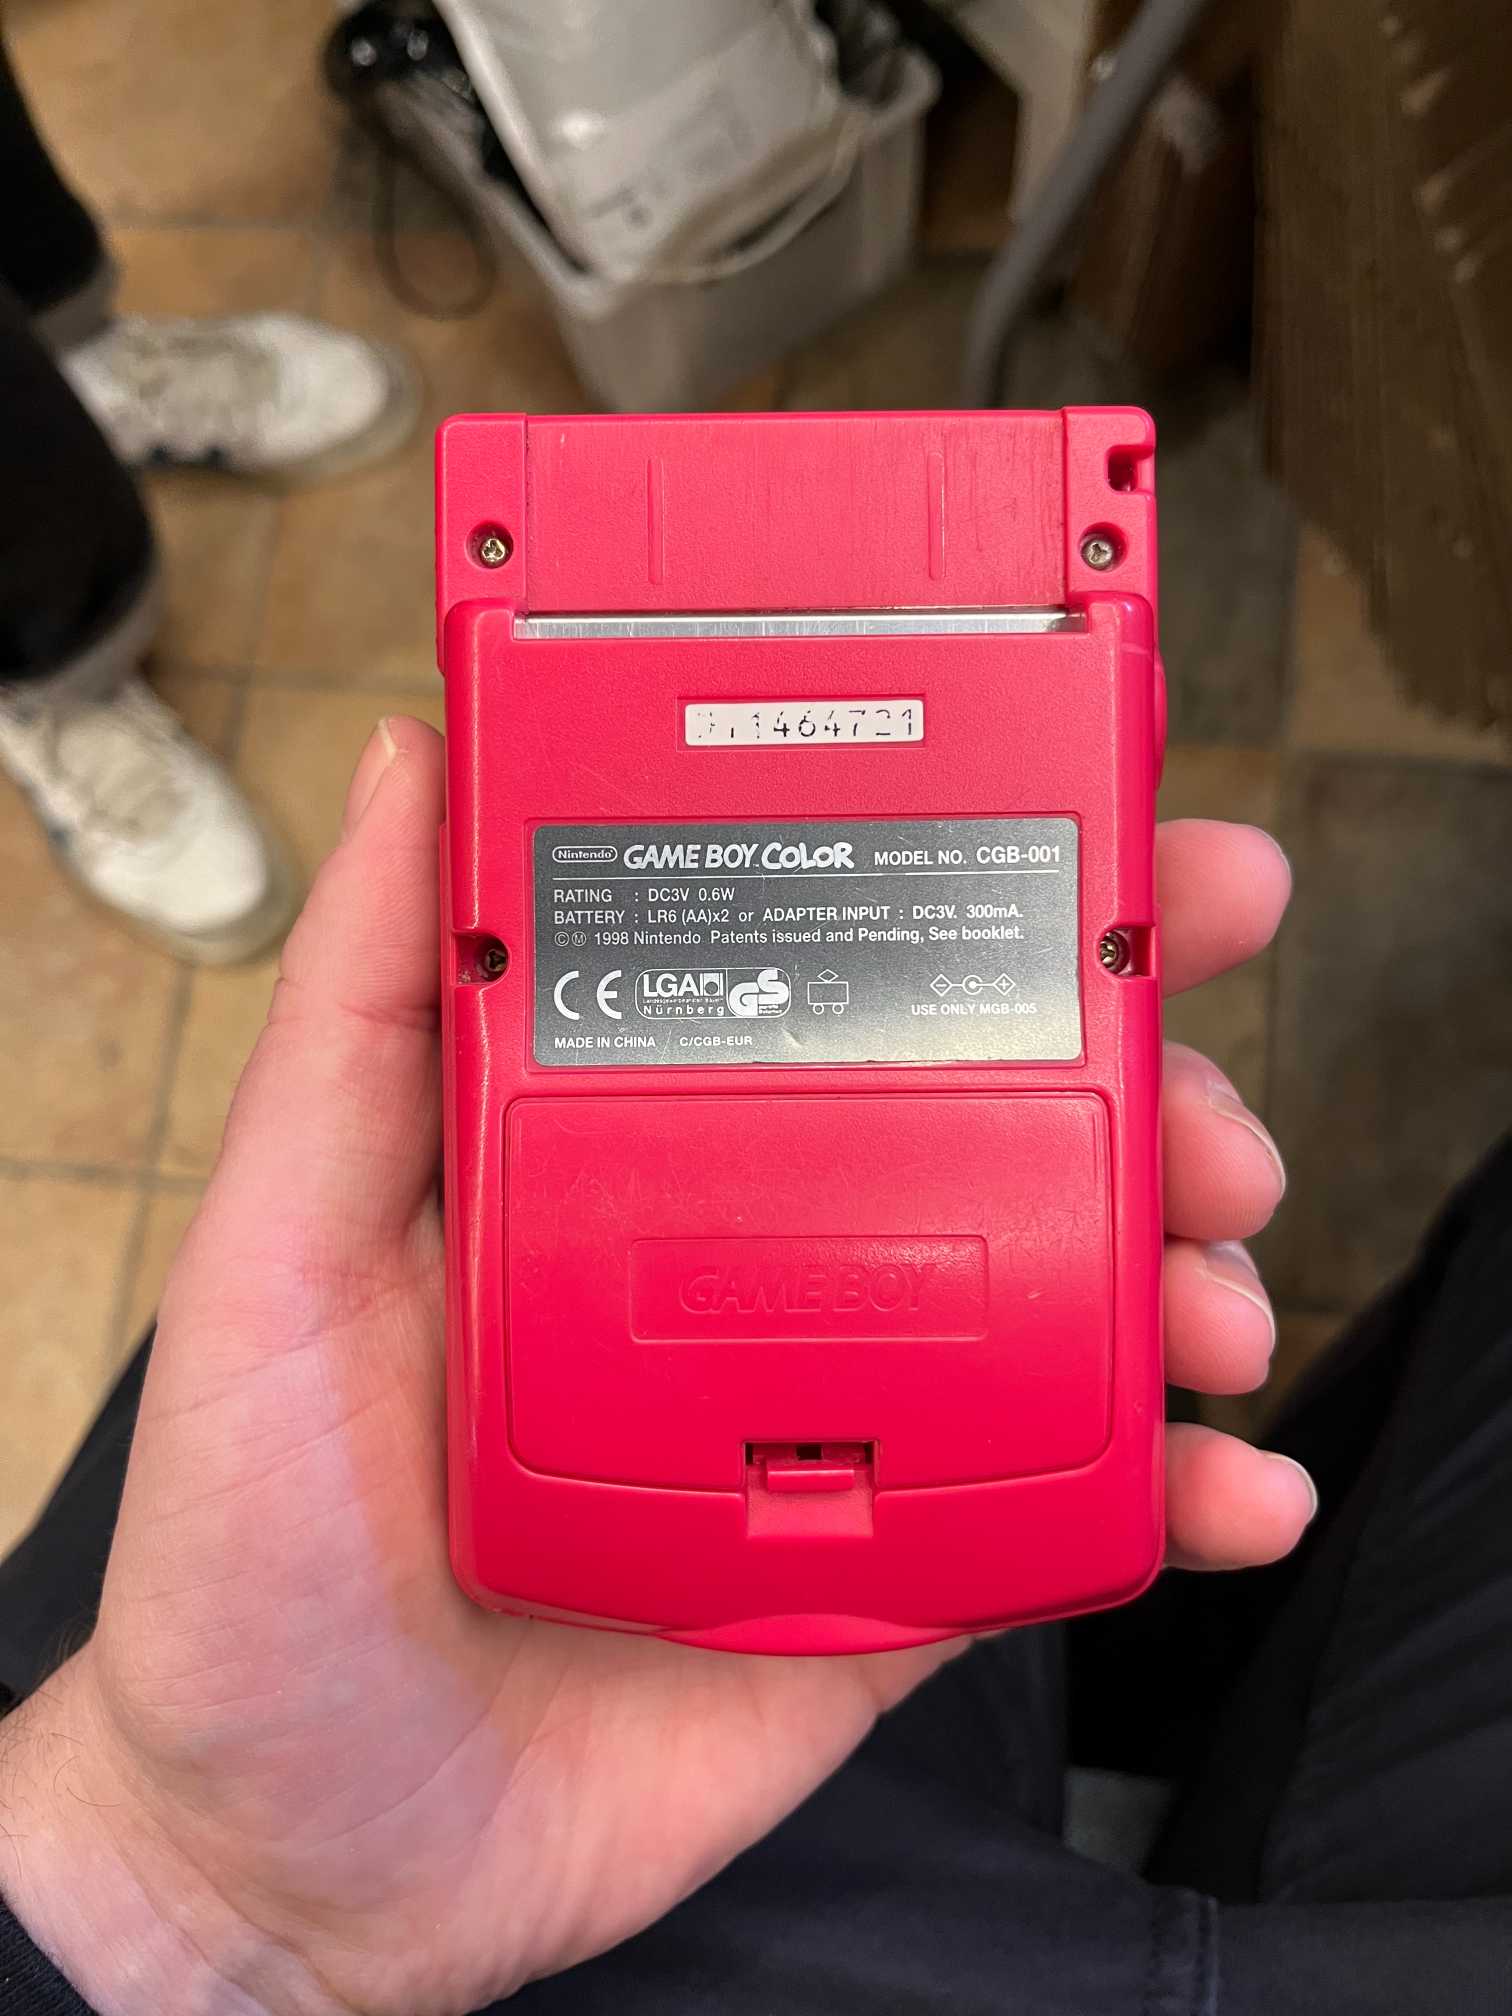 1464721
Nintendo GAME BOY COLOR MODEL NO. CGB-001
RATING : DC3V 0.6W
BATTERY : LR6 (AA)x2 or ADAPTER INPUT : DC3V. 300mA.
©Ⓜ 1998 Nintendo Patents issued and Pending, See booklet.
CE LGA GS
Nürnberg
USE ONLY MGB-005
MADE IN CHINA C/CGB-EUR
GAME BOY